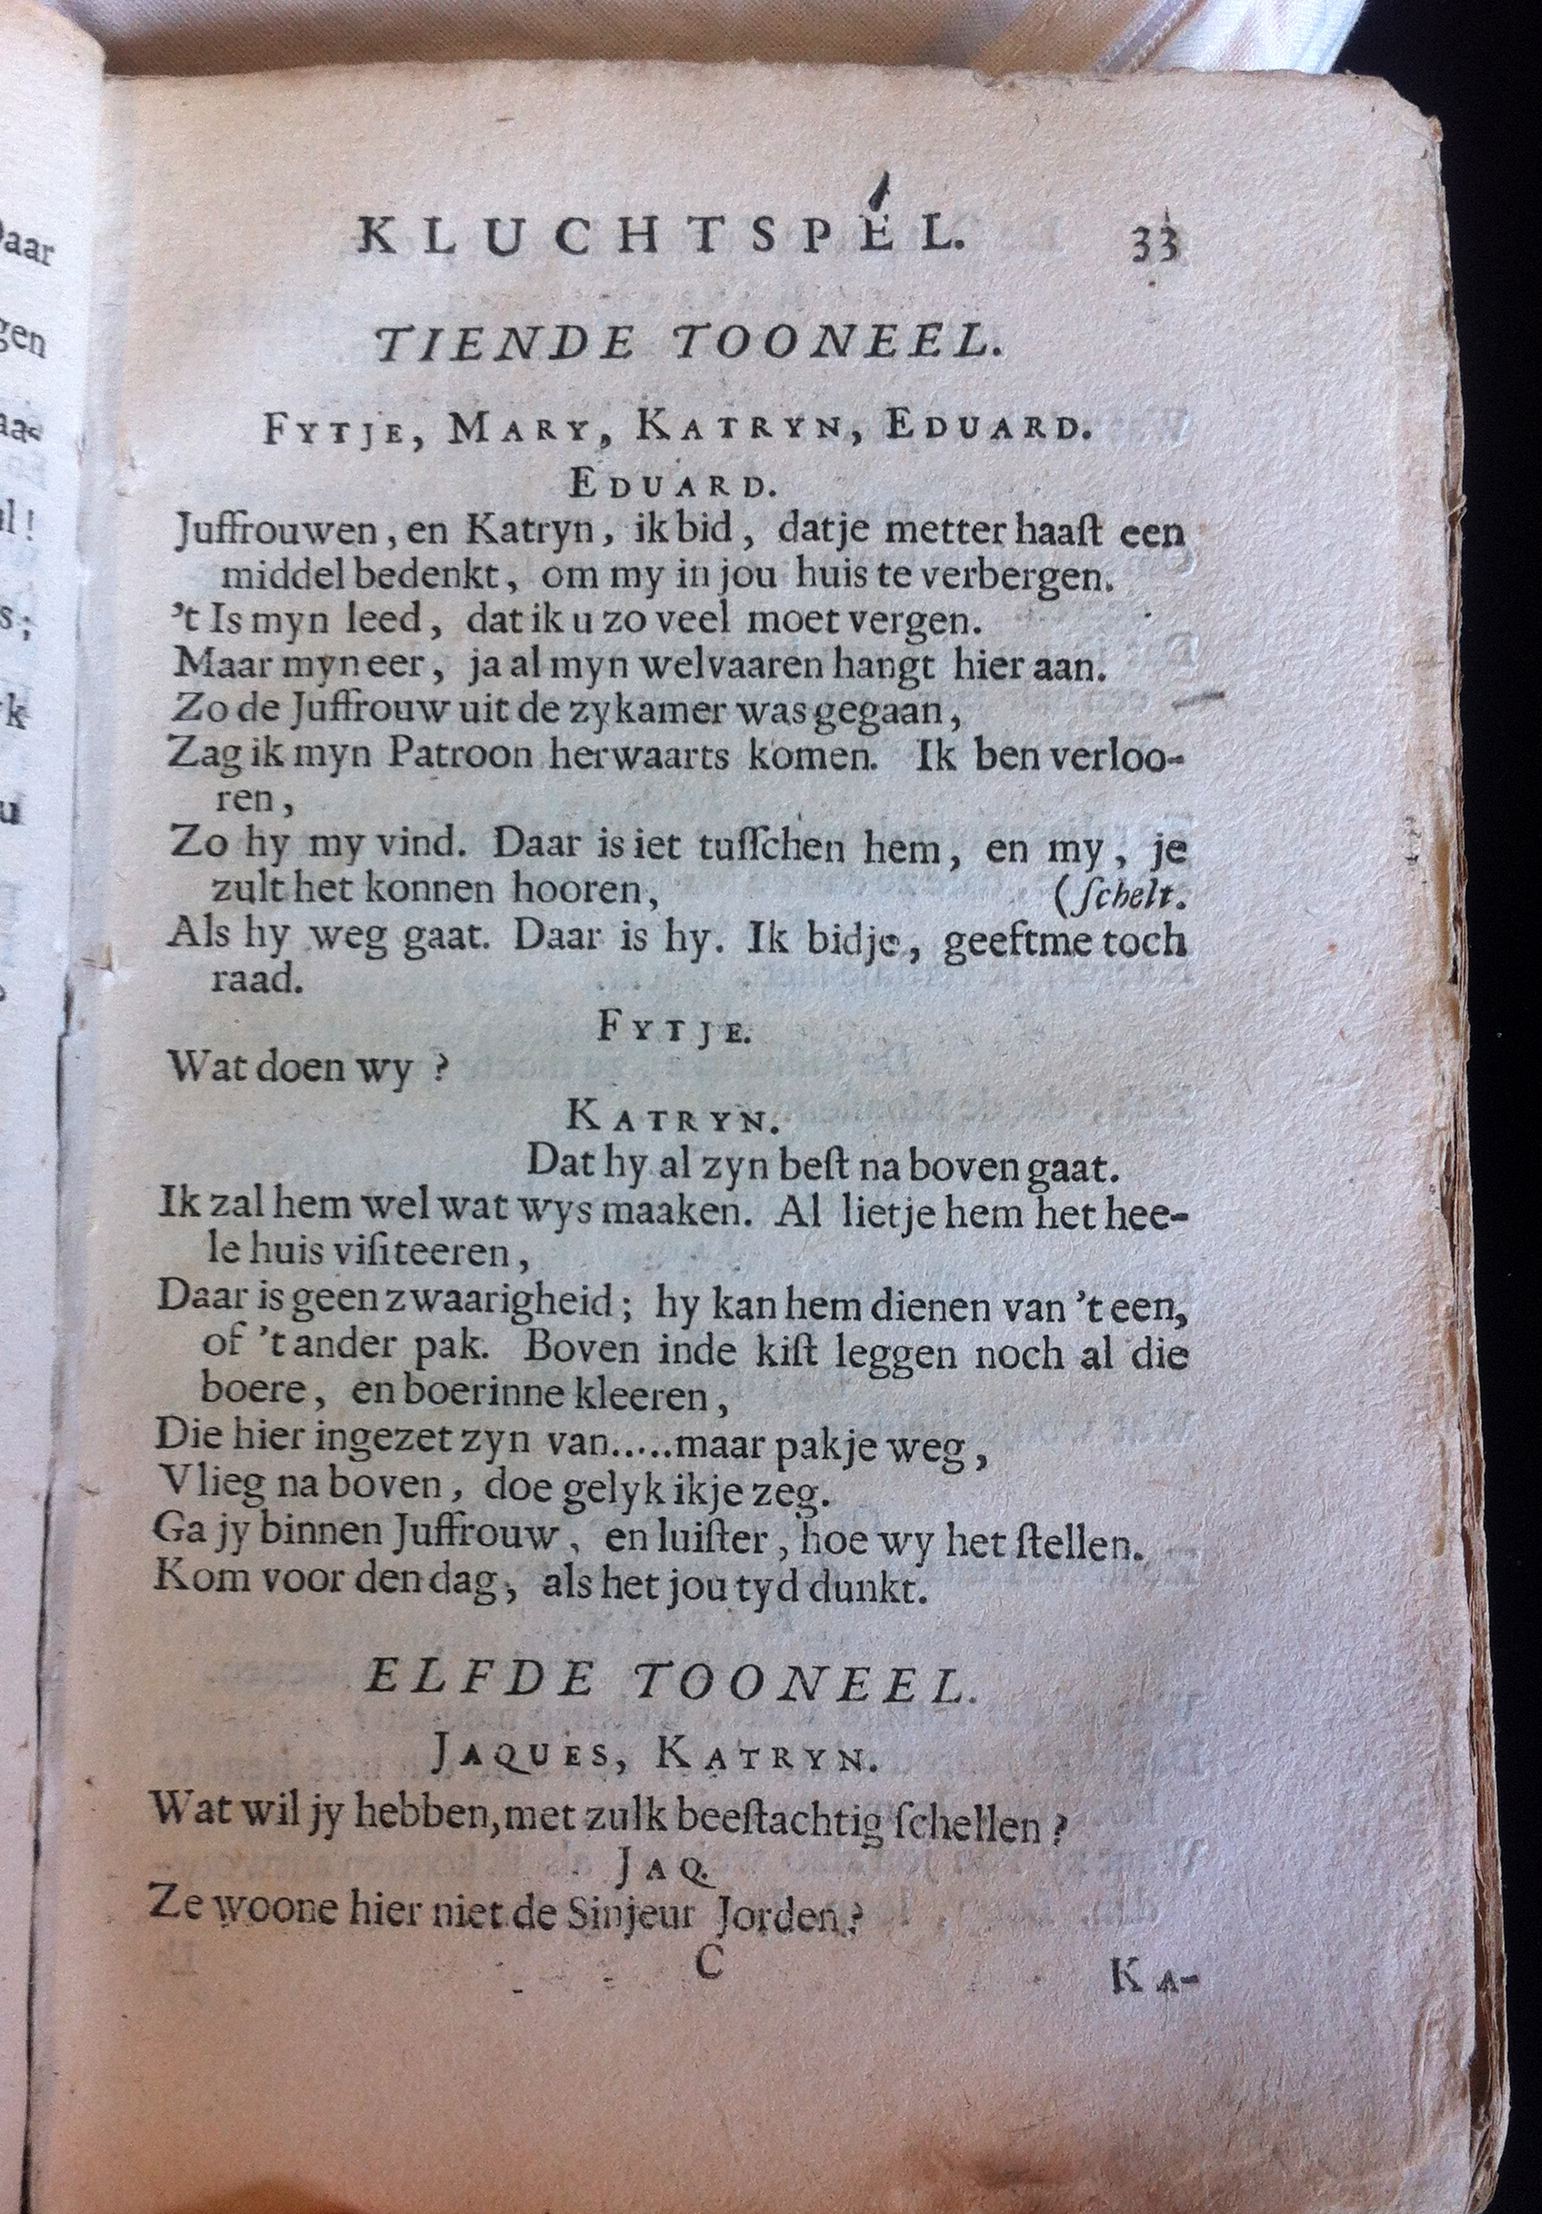 KLUCHTSPEL. 33
TIENDE TOONEEL.
FYTJE, MARY, KATRYN, EDUARD.
EDUARD.
Juffrouwen, en Katryn, ik bid, datje metter haaſt een
middel bedenkt, om my in jou huis te verbergen.
't Is myn leed, dat ik u zo veel moet vergen.
Maar myn eer, ja al myn welvaaren hangt hier aan.
Zo de Juffrouw uit de zykamer was gegaan,
Zag ik myn Patroon herwaarts komen. Ik ben verloo-
ren,
Zo hy my vind. Daar is iet tuſſchen hem, en my, je
zult het konnen hooren, (ſchelt.
Als hy weg gaat. Daar is hy. Ik bidje, geeftme toch
raad.
FYTJE.
Wat doen wy?
KATRYN.
Dat hy al zyn beſt na boven gaat.
Ik zal hem wel wat wys maaken. Al lietje hem het hee-
le huis viſiteeren,
Daar is geen zwaarigheid; hy kan hem dienen van 't een,
of 't ander pak. Boven inde kiſt leggen noch al die
boere, en boerinne kleeren,
Die hier ingezet zyn van.....maar pakje weg,
Vlieg na boven, doe gelyk ikje zeg.
Ga jy binnen Juffrouw, en luiſter, hoe wy het ſtellen.
Kom voor den dag, als het jou tyd dunkt.
ELFDE TOONEEL.
JAQUES, KATRYN.
Wat wil jy hebben, met zulk beeſtachtig ſchellen?
JAQ.
Ze woone hier niet de Sinjeur Jorden?
C KA-
Daar
gen
l!
s;
k
u